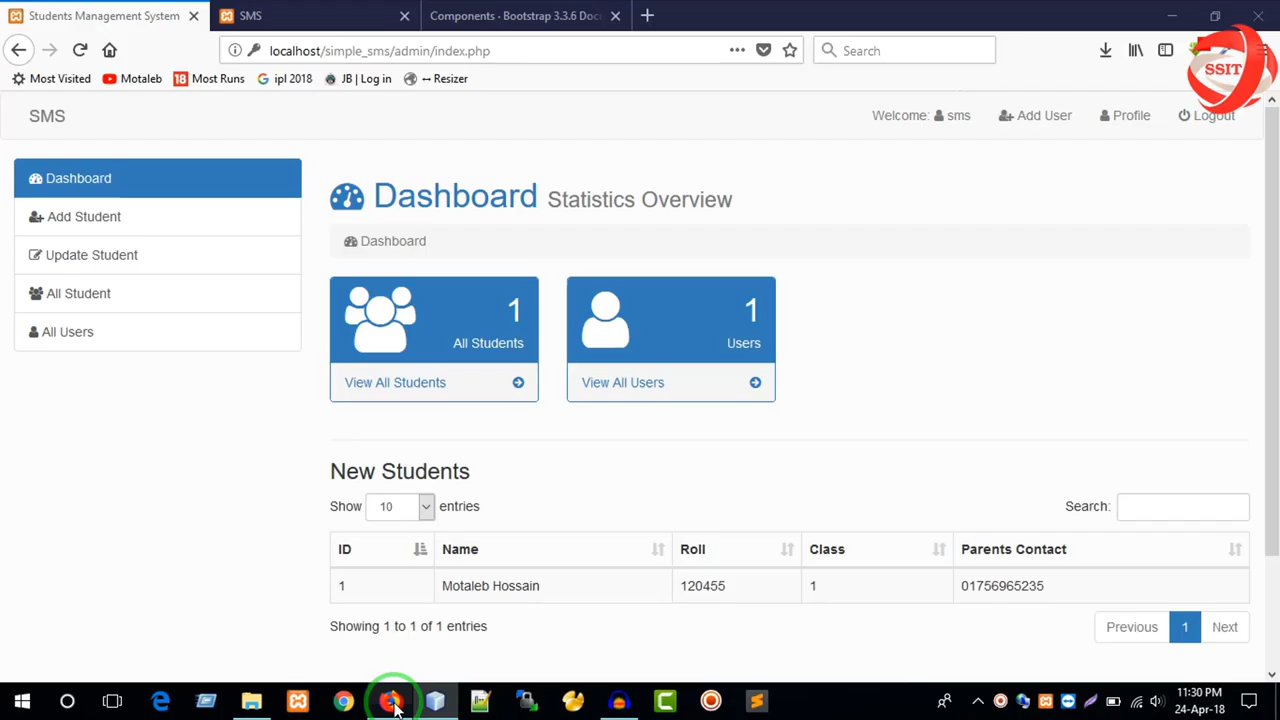 Students Management System
SMS
Components · Bootstrap 3.3.6 Docu
localhost/simple_sms/admin/index.php
Search
Most Visited
Motaleb
18 Most Runs
ipl 2018
JB | Log in
↔ Resizer
SSIT
SMS
Welcome: sms
Add User
Profile
Logout
Dashboard
Add Student
Update Student
All Student
All Users
Dashboard Statistics Overview
Dashboard
1
All Students
View All Students
1
Users
View All Users
New Students
Show 10 entries
Search:
ID Name Roll Class Parents Contact
1 Motaleb Hossain 120455 1 01756965235
Showing 1 to 1 of 1 entries
Previous 1 Next
11:30 PM
24-Apr-18